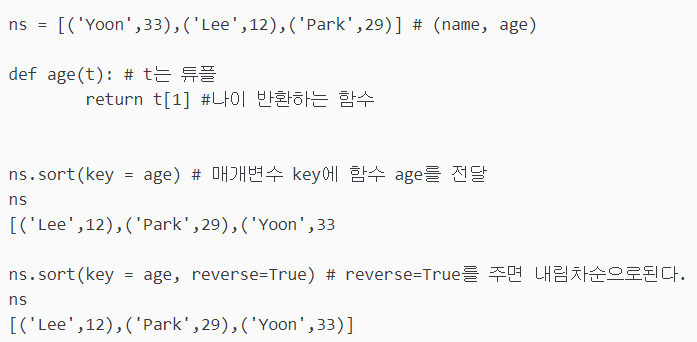 ns = [('Yoon',33),('Lee',12),('Park',29)] # (name, age)
def age(t): # t는 튜플
return t[1] #나이 반환하는 함수
ns.sort(key = age) # 매개변수 key에 함수 age를 전달
ns
[('Lee',12),('Park',29),('Yoon',33
ns.sort(key = age, reverse=True) # reverse=True를 주면 내림차순으로된다.
ns
[('Lee',12),('Park',29),('Yoon',33)]